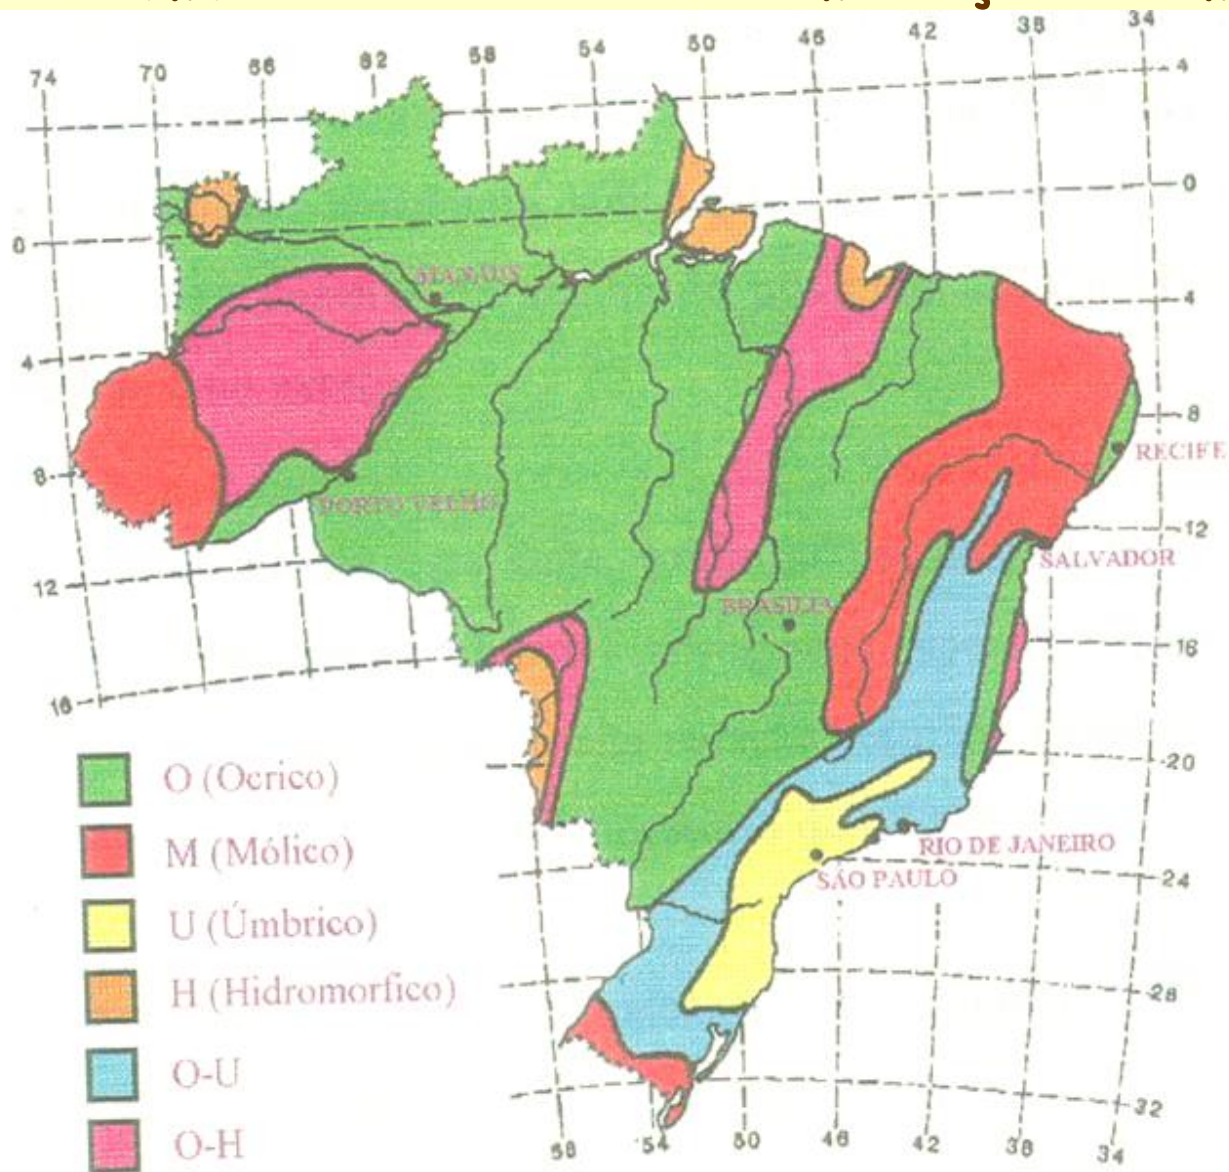 74 70 66 62 58 54 50 46 42 38 34
4
0
0
MANAUS
4
4
8
RECIFE
8
PORTO VELHO
12
SALVADOR
12
BRASÍLIA
16
16
O (Ocrico)
20
M (Mólico)
RIO DE JANEIRO
SÃO PAULO
24
U (Úmbrico)
H (Hidromorfico)
28
O-U
32
O-H
58 54 50 46 42 38 34